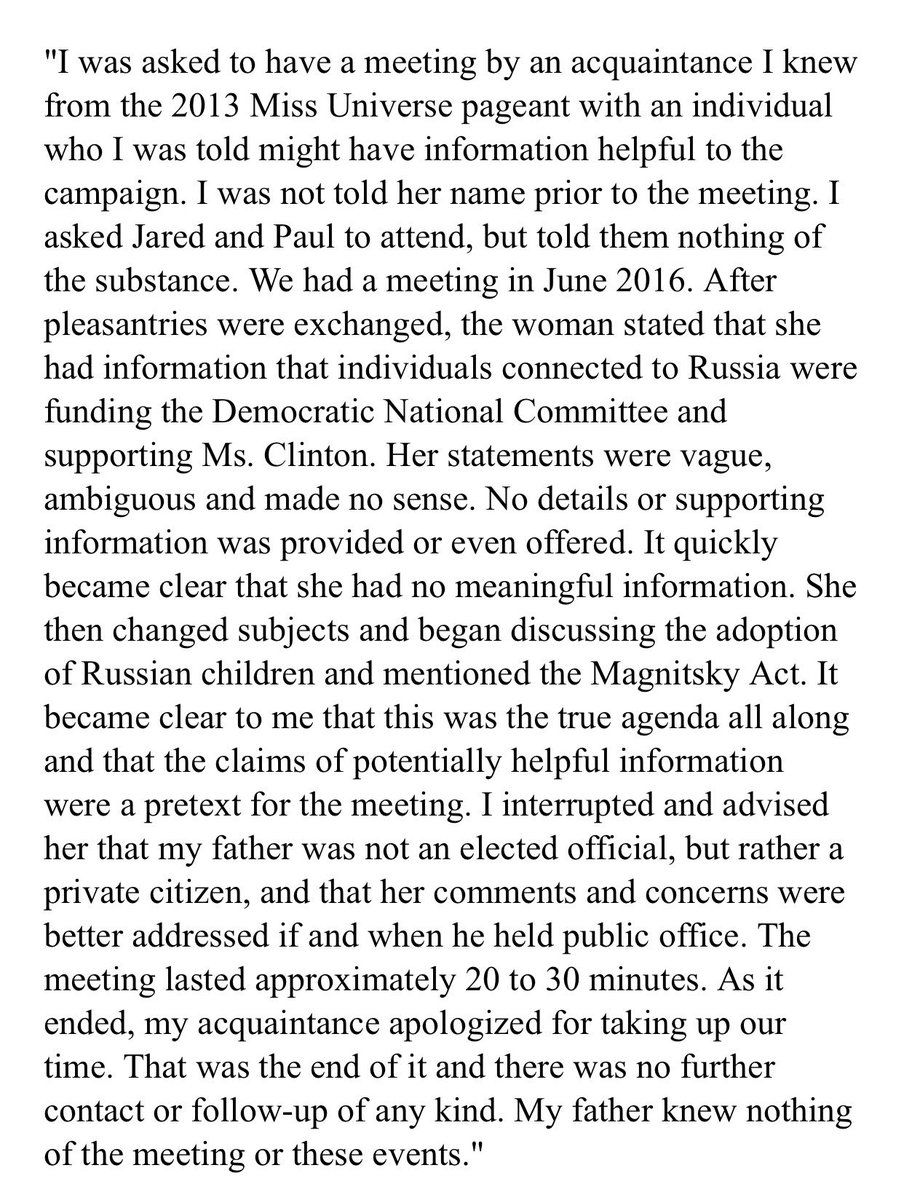 "I was asked to have a meeting by an acquaintance I knew
from the 2013 Miss Universe pageant with an individual
who I was told might have information helpful to the
campaign. I was not told her name prior to the meeting. I
asked Jared and Paul to attend, but told them nothing of
the substance. We had a meeting in June 2016. After
pleasantries were exchanged, the woman stated that she
had information that individuals connected to Russia were
funding the Democratic National Committee and
supporting Ms. Clinton. Her statements were vague,
ambiguous and made no sense. No details or supporting
information was provided or even offered. It quickly
became clear that she had no meaningful information. She
then changed subjects and began discussing the adoption
of Russian children and mentioned the Magnitsky Act. It
became clear to me that this was the true agenda all along
and that the claims of potentially helpful information
were a pretext for the meeting. I interrupted and advised
her that my father was not an elected official, but rather a
private citizen, and that her comments and concerns were
better addressed if and when he held public office. The
meeting lasted approximately 20 to 30 minutes. As it
ended, my acquaintance apologized for taking up our
time. That was the end of it and there was no further
contact or follow-up of any kind. My father knew nothing
of the meeting or these events."